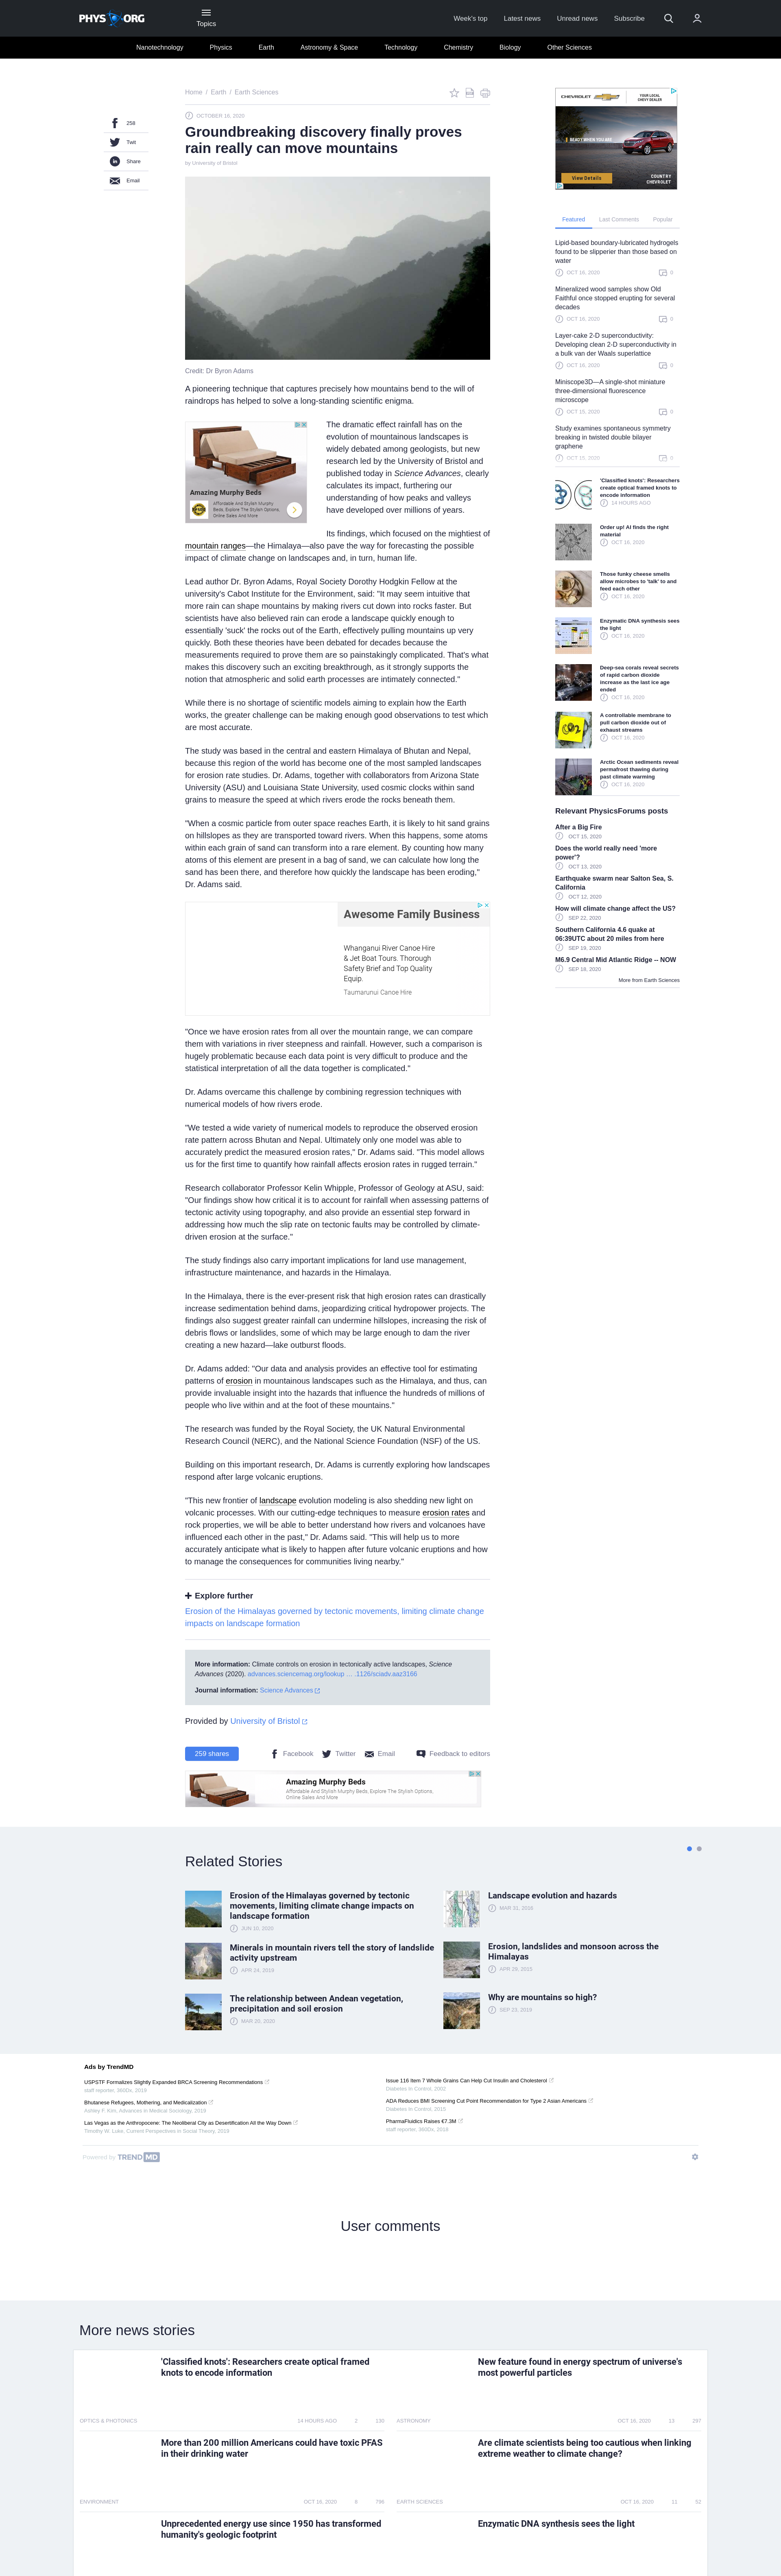 PHYS ORG
Topics
Week's top
Latest news
Unread news
Subscribe
Nanotechnology
Physics
Earth
Astronomy & Space
Technology
Chemistry
Biology
Other Sciences
Home / Earth / Earth Sciences
258
Twit
Share
Email
OCTOBER 16, 2020
Groundbreaking discovery finally proves
rain really can move mountains
by University of Bristol
Credit: Dr Byron Adams
A pioneering technique that captures precisely how mountains bend to the will of
raindrops has helped to solve a long-standing scientific enigma.
Amazing Murphy Beds
Affordable And Stylish Murphy
Beds, Explore The Stylish Options,
Online Sales And More
The dramatic effect rainfall has on the
evolution of mountainous landscapes is
widely debated among geologists, but new
research led by the University of Bristol and
published today in Science Advances, clearly
calculates its impact, furthering our
understanding of how peaks and valleys
have developed over millions of years.
Its findings, which focused on the mightiest of
mountain ranges—the Himalaya—also pave the way for forecasting the possible
impact of climate change on landscapes and, in turn, human life.
Lead author Dr. Byron Adams, Royal Society Dorothy Hodgkin Fellow at the
university's Cabot Institute for the Environment, said: "It may seem intuitive that
more rain can shape mountains by making rivers cut down into rocks faster. But
scientists have also believed rain can erode a landscape quickly enough to
essentially 'suck' the rocks out of the Earth, effectively pulling mountains up very
quickly. Both these theories have been debated for decades because the
measurements required to prove them are so painstakingly complicated. That's what
makes this discovery such an exciting breakthrough, as it strongly supports the
notion that atmospheric and solid earth processes are intimately connected."
While there is no shortage of scientific models aiming to explain how the Earth
works, the greater challenge can be making enough good observations to test which
are most accurate.
The study was based in the central and eastern Himalaya of Bhutan and Nepal,
because this region of the world has become one of the most sampled landscapes
for erosion rate studies. Dr. Adams, together with collaborators from Arizona State
University (ASU) and Louisiana State University, used cosmic clocks within sand
grains to measure the speed at which rivers erode the rocks beneath them.
"When a cosmic particle from outer space reaches Earth, it is likely to hit sand grains
on hillslopes as they are transported toward rivers. When this happens, some atoms
within each grain of sand can transform into a rare element. By counting how many
atoms of this element are present in a bag of sand, we can calculate how long the
sand has been there, and therefore how quickly the landscape has been eroding,"
Dr. Adams said.
Awesome Family Business
Whanganui River Canoe Hire
& Jet Boat Tours. Thorough
Safety Brief and Top Quality
Equip.
Taumarunui Canoe Hire
"Once we have erosion rates from all over the mountain range, we can compare
them with variations in river steepness and rainfall. However, such a comparison is
hugely problematic because each data point is very difficult to produce and the
statistical interpretation of all the data together is complicated."
Dr. Adams overcame this challenge by combining regression techniques with
numerical models of how rivers erode.
"We tested a wide variety of numerical models to reproduce the observed erosion
rate pattern across Bhutan and Nepal. Ultimately only one model was able to
accurately predict the measured erosion rates," Dr. Adams said. "This model allows
us for the first time to quantify how rainfall affects erosion rates in rugged terrain."
Research collaborator Professor Kelin Whipple, Professor of Geology at ASU, said:
"Our findings show how critical it is to account for rainfall when assessing patterns of
tectonic activity using topography, and also provide an essential step forward in
addressing how much the slip rate on tectonic faults may be controlled by climate-
driven erosion at the surface."
The study findings also carry important implications for land use management,
infrastructure maintenance, and hazards in the Himalaya.
In the Himalaya, there is the ever-present risk that high erosion rates can drastically
increase sedimentation behind dams, jeopardizing critical hydropower projects. The
findings also suggest greater rainfall can undermine hillslopes, increasing the risk of
debris flows or landslides, some of which may be large enough to dam the river
creating a new hazard—lake outburst floods.
Dr. Adams added: "Our data and analysis provides an effective tool for estimating
patterns of erosion in mountainous landscapes such as the Himalaya, and thus, can
provide invaluable insight into the hazards that influence the hundreds of millions of
people who live within and at the foot of these mountains."
The research was funded by the Royal Society, the UK Natural Environmental
Research Council (NERC), and the National Science Foundation (NSF) of the US.
Building on this important research, Dr. Adams is currently exploring how landscapes
respond after large volcanic eruptions.
"This new frontier of landscape evolution modeling is also shedding new light on
volcanic processes. With our cutting-edge techniques to measure erosion rates and
rock properties, we will be able to better understand how rivers and volcanoes have
influenced each other in the past," Dr. Adams said. "This will help us to more
accurately anticipate what is likely to happen after future volcanic eruptions and how
to manage the consequences for communities living nearby."
Explore further
Erosion of the Himalayas governed by tectonic movements, limiting climate change
impacts on landscape formation
More information: Climate controls on erosion in tectonically active landscapes, Science
Advances (2020). advances.sciencemag.org/lookup … .1126/sciadv.aaz3166
Journal information: Science Advances
Provided by University of Bristol
259 shares
Facebook
Twitter
Email
Feedback to editors
Amazing Murphy Beds
Affordable And Stylish Murphy Beds, Explore The Stylish Options,
Online Sales And More
CHEVROLET
YOUR LOCAL
CHEVY DEALER
BEAUTY WHEN YOU ARE
View Details
COUNTRY
CHEVROLET
Featured
Last Comments
Popular
Lipid-based boundary-lubricated hydrogels
found to be slipperier than those based on
water
OCT 16, 2020
0
Mineralized wood samples show Old
Faithful once stopped erupting for several
decades
OCT 16, 2020
0
Layer-cake 2-D superconductivity:
Developing clean 2-D superconductivity in
a bulk van der Waals superlattice
OCT 16, 2020
0
Miniscope3D—A single-shot miniature
three-dimensional fluorescence
microscope
OCT 15, 2020
0
Study examines spontaneous symmetry
breaking in twisted double bilayer
graphene
OCT 15, 2020
0
'Classified knots': Researchers
create optical framed knots to
encode information
14 HOURS AGO
Order up! AI finds the right
material
OCT 16, 2020
Those funky cheese smells
allow microbes to 'talk' to and
feed each other
OCT 16, 2020
Enzymatic DNA synthesis sees
the light
OCT 16, 2020
Deep-sea corals reveal secrets
of rapid carbon dioxide
increase as the last ice age
ended
OCT 16, 2020
CO2
A controllable membrane to
pull carbon dioxide out of
exhaust streams
OCT 16, 2020
Arctic Ocean sediments reveal
permafrost thawing during
past climate warming
OCT 16, 2020
Relevant PhysicsForums posts
After a Big Fire
OCT 15, 2020
Does the world really need 'more
power'?
OCT 13, 2020
Earthquake swarm near Salton Sea, S.
California
OCT 12, 2020
How will climate change affect the US?
SEP 22, 2020
Southern California 4.6 quake at
06:39UTC about 20 miles from here
SEP 19, 2020
M6.9 Central Mid Atlantic Ridge -- NOW
SEP 18, 2020
More from Earth Sciences
Related Stories
Erosion of the Himalayas governed by tectonic
movements, limiting climate change impacts on
landscape formation
JUN 16, 2020
Minerals in mountain rivers tell the story of landslide
activity upstream
APR 24, 2019
The relationship between Andean vegetation,
precipitation and soil erosion
MAR 20, 2020
Landscape evolution and hazards
MAR 31, 2016
Erosion, landslides and monsoon across the
Himalayas
APR 28, 2015
Why are mountains so high?
SEP 23, 2019
Ads by TrendMD
USPSTF Formalizes Slightly Expanded BRCA Screening Recommendations
staff reporter, 360Dx, 2019
Bhutanese Refugees, Mothering, and Medicalization
Ashley F. Kim, Advances in Medical Sociology, 2019
Las Vegas as the Anthropocene: The Neoliberal City as Desertification All the Way Down
Timothy W. Luke, Current Perspectives in Social Theory, 2019
Issue 116 Item 7 Whole Grains Can Help Cut Insulin and Cholesterol
Diabetes In Control, 2002
ADA Reduces BMI Screening Cut Point Recommendation for Type 2 Asian Americans
Diabetes In Control, 2015
PharmaFluidics Raises €7.3M
staff reporter, 360Dx, 2018
Powered by TREND MD
User comments
More news stories
'Classified knots': Researchers create optical framed
knots to encode information
OPTICS & PHOTONICS
14 HOURS AGO
2
130
New feature found in energy spectrum of universe's
most powerful particles
ASTRONOMY
OCT 16, 2020
13
297
More than 200 million Americans could have toxic PFAS
in their drinking water
ENVIRONMENT
OCT 16, 2020
9
796
Are climate scientists being too cautious when linking
extreme weather to climate change?
EARTH SCIENCES
OCT 16, 2020
11
52
Unprecedented energy use since 1950 has transformed
humanity's geologic footprint
Enzymatic DNA synthesis sees the light